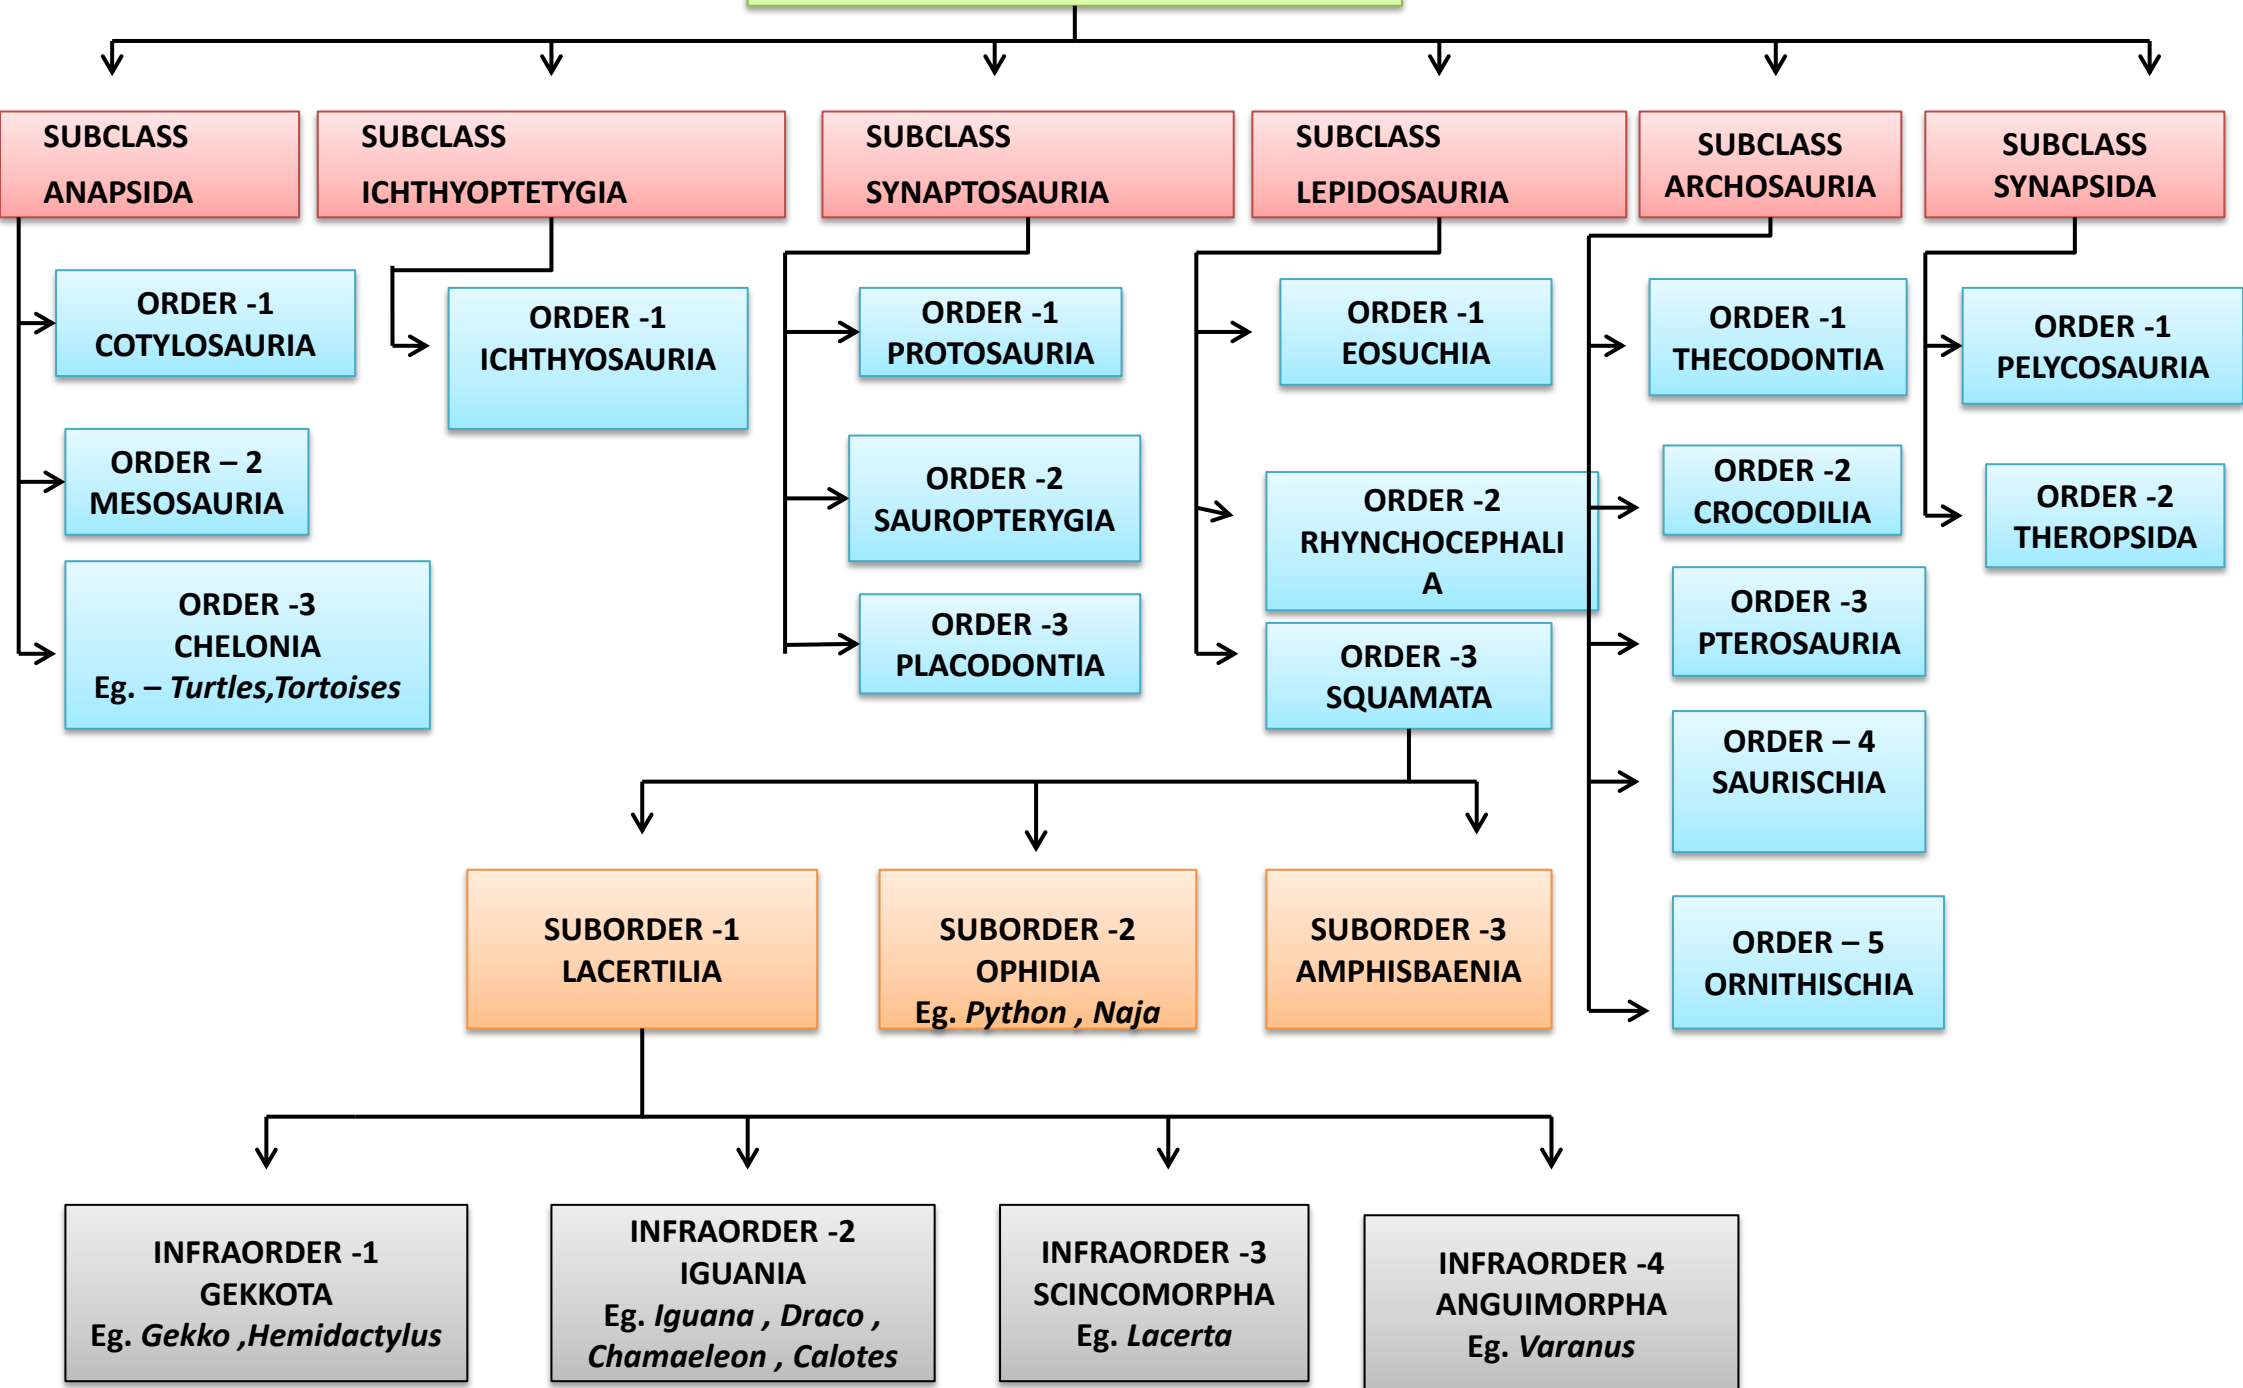 SUBCLASS
ANAPSIDA
SUBCLASS
ICHTHYOPTETYGIA
SUBCLASS
SYNAPTOSAURIA
SUBCLASS
LEPIDOSAURIA
SUBCLASS
ARCHOSAURIA
SUBCLASS
SYNAPSIDA
ORDER -1
COTYLOSAURIA
ORDER – 2
MESOSAURIA
ORDER -3
CHELONIA
Eg. – Turtles,Tortoises
ORDER -1
ICHTHYOSAURIA
ORDER -1
PROTOSAURIA
ORDER -2
SAUROPTERYGIA
ORDER -3
PLACODONTIA
ORDER -1
EOSUCHIA
ORDER -2
RHYNCHOCEPHALI
A
ORDER -3
SQUAMATA
ORDER -1
THECODONTIA
ORDER -2
CROCODILIA
ORDER -3
PTEROSAURIA
ORDER – 4
SAURISCHIA
ORDER – 5
ORNITHISCHIA
ORDER -1
PELYCOSAURIA
ORDER -2
THEROPSIDA
SUBORDER -1
LACERTILIA
SUBORDER -2
OPHIDIA
Eg. Python , Naja
SUBORDER -3
AMPHISBAENIA
INFRAORDER -1
GEKKOTA
Eg. Gekko ,Hemidactylus
INFRAORDER -2
IGUANIA
Eg. Iguana , Draco ,
Chamaeleon , Calotes
INFRAORDER -3
SCINCOMORPHA
Eg. Lacerta
INFRAORDER -4
ANGUIMORPHA
Eg. Varanus